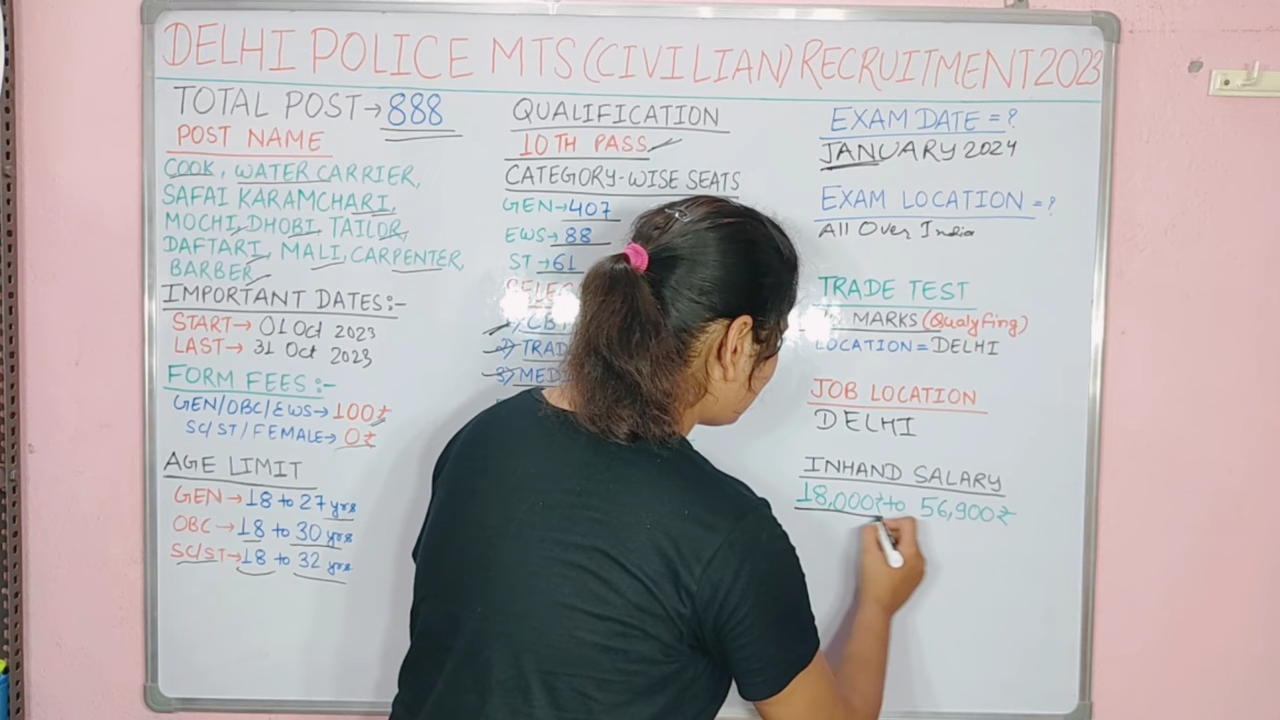 DELHI POLICE MTS (CIVILIAN) RECRUITMENT 2023
TOTAL POST→888
POST NAME
COOK, WATER CARRIER,
SAFAI KARAMCHARI,
MOCHI, DHOBI, TAILOR,
DAFTARI, MALI, CARPENTER,
BARBER
IMPORTANT DATES:-
START→ 01 Oct 2023
LAST→ 31 Oct 2023
FORM FEES:-
GEN/OBC/EWS→ 100₹
SC/ST/FEMALE→ 0₹
AGE LIMIT
GEN→18 to 27 yrs
OBC→18 to 30 yrs
SC/ST→18 to 32 yrs
QUALIFICATION
10TH PASS
CATEGORY-WISE SEATS
GEN→407
EWS→88
ST→61
1)
2)
3)
EXAM DATE=?
JANUARY 2024
EXAM LOCATION=?
All Over India
TRADE TEST
MARKS (Qualyfing)
LOCATION=DELHI
JOB LOCATION
DELHI
INHAND SALARY
18,000₹ to 56,900₹